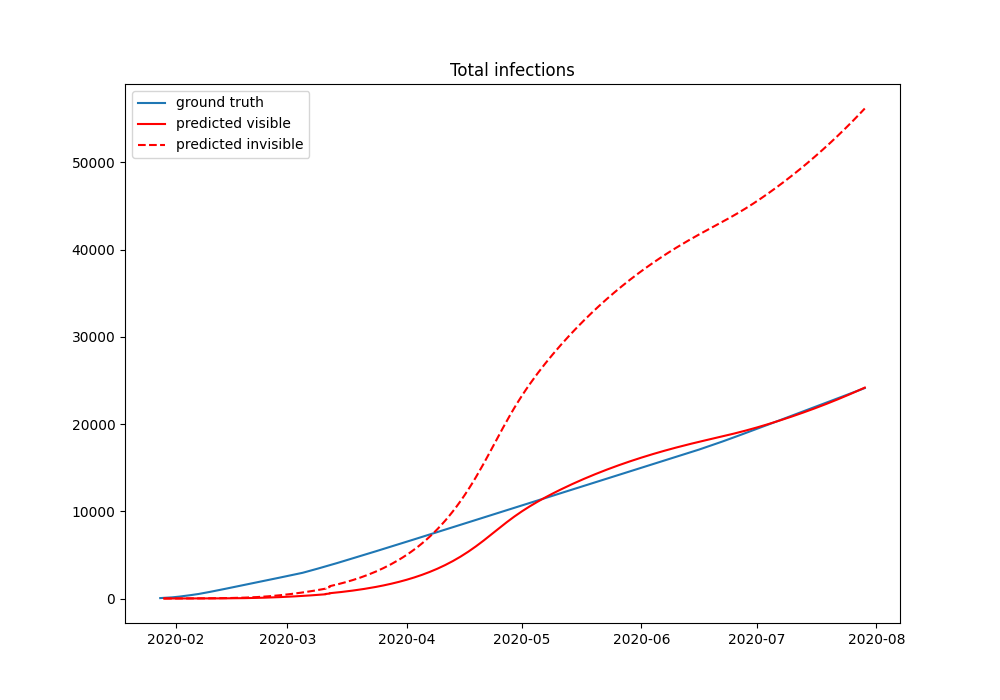 Total infections
ground truth
predicted visible
predicted invisible
50000
40000
30000
20000
10000
0
2020-02 2020-03 2020-04 2020-05 2020-06 2020-07 2020-08